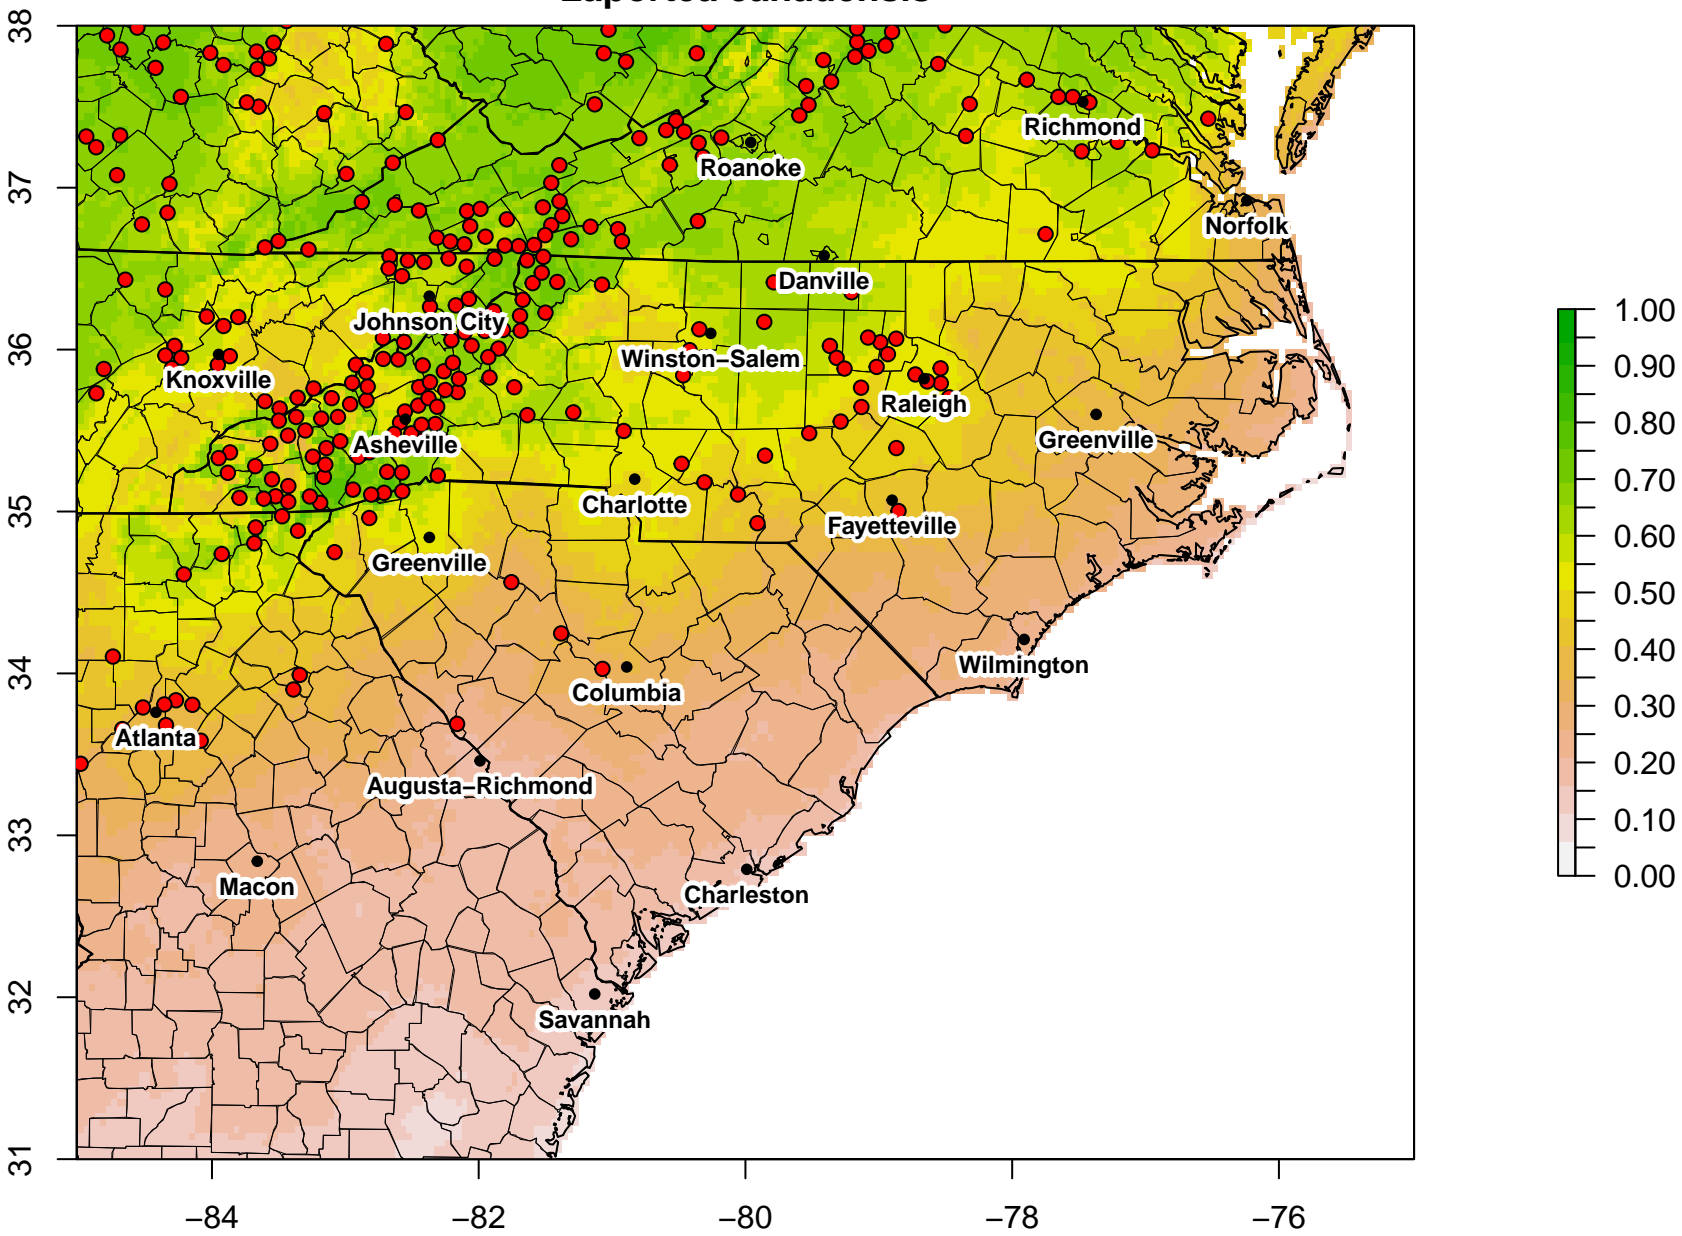 Laportea canadensis
38
37
36
35
34
33
32
31
Richmond
Roanoke
Norfolk
Danville
Johnson City
Winston−Salem
Knoxville
Raleigh
Asheville
Greenville
Charlotte
Fayetteville
Greenville
Wilmington
Columbia
Atlanta
Augusta−Richmond
Macon
Charleston
Savannah
−84
−82
−80
−78
−76
1.00
0.90
0.80
0.70
0.60
0.50
0.40
0.30
0.20
0.10
0.00